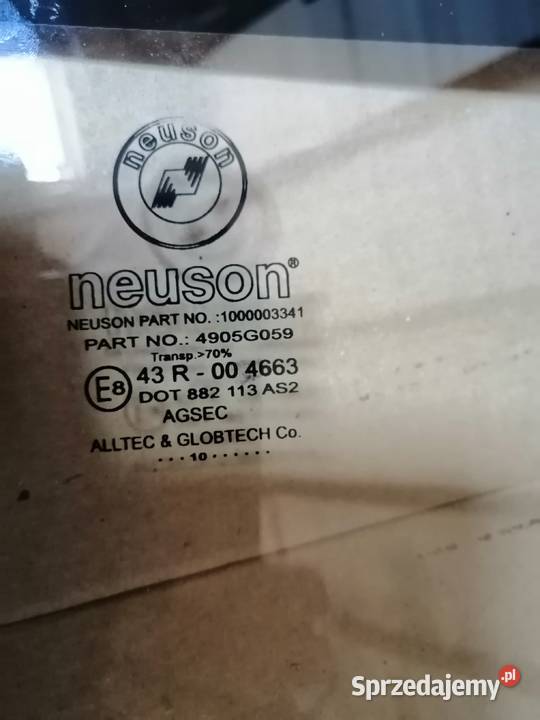 neuson
neuson®
NEUSON PART NO. :1000003341
PART NO.: 4905G059
Transp.>70%
E8 43 R - 00 4663
DOT 882 113 AS2
AGSEC
ALLTEC & GLOBTECH Co.
···10······
Sprzedajemy.pl